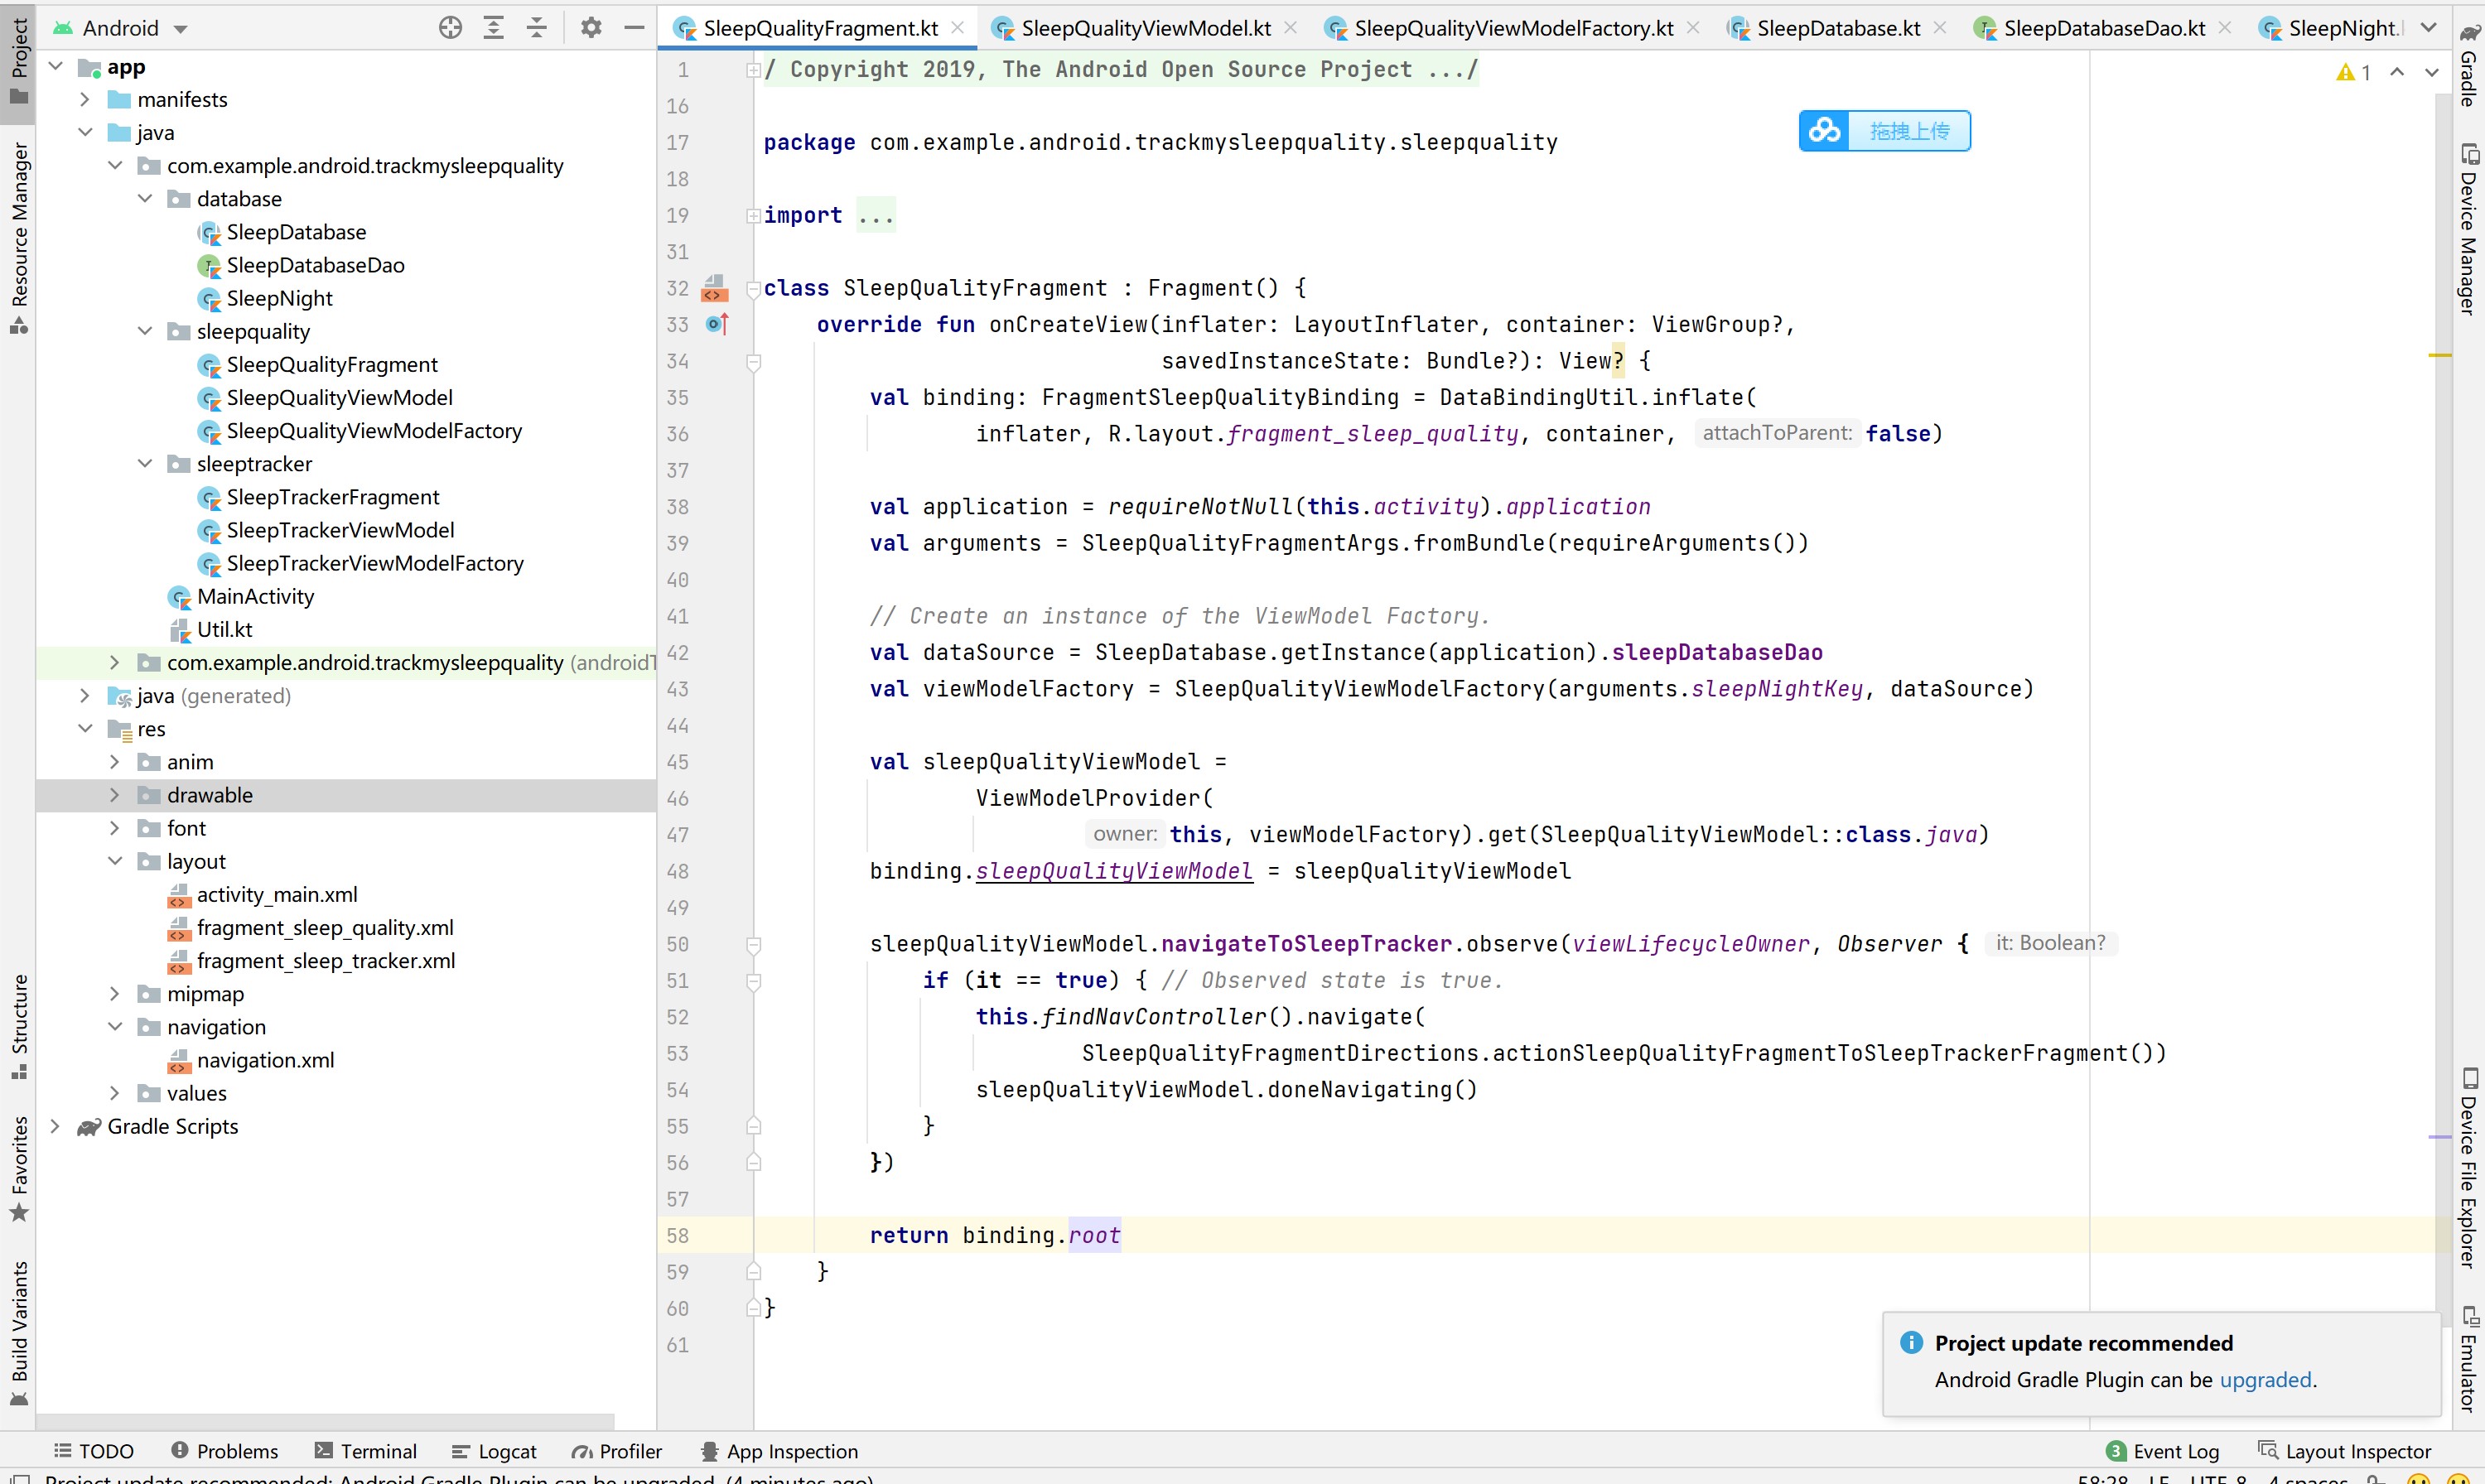 Android
SleepQualityFragment.kt
SleepQualityViewModel.kt
SleepQualityViewModelFactory.kt
SleepDatabase.kt
SleepDatabaseDao.kt
SleepNight.
Project
Resource Manager
Structure
Favorites
Build Variants
app
manifests
java
com.example.android.trackmysleepquality
database
SleepDatabase
SleepDatabaseDao
SleepNight
sleepquality
SleepQualityFragment
SleepQualityViewModel
SleepQualityViewModelFactory
sleeptracker
SleepTrackerFragment
SleepTrackerViewModel
SleepTrackerViewModelFactory
MainActivity
Util.kt
com.example.android.trackmysleepquality (androidT
java (generated)
res
anim
drawable
font
layout
activity_main.xml
fragment_sleep_quality.xml
fragment_sleep_tracker.xml
mipmap
navigation
navigation.xml
values
Gradle Scripts
1 / Copyright 2019, The Android Open Source Project .../
1
16
拖拽上传
17 package com.example.android.trackmysleepquality.sleepquality
18
19 import ...
31
32 class SleepQualityFragment : Fragment() {
33 override fun onCreateView(inflater: LayoutInflater, container: ViewGroup?,
34 savedInstanceState: Bundle?): View? {
35 val binding: FragmentSleepQualityBinding = DataBindingUtil.inflate(
36 inflater, R.layout.fragment_sleep_quality, container, attachToParent: false)
37
38 val application = requireNotNull(this.activity).application
39 val arguments = SleepQualityFragmentArgs.fromBundle(requireArguments())
40
41 // Create an instance of the ViewModel Factory.
42 val dataSource = SleepDatabase.getInstance(application).sleepDatabaseDao
43 val viewModelFactory = SleepQualityViewModelFactory(arguments.sleepNightKey, dataSource)
44
45 val sleepQualityViewModel =
46 ViewModelProvider(
47 owner: this, viewModelFactory).get(SleepQualityViewModel::class.java)
48 binding.sleepQualityViewModel = sleepQualityViewModel
49
50 sleepQualityViewModel.navigateToSleepTracker.observe(viewLifecycleOwner, Observer { it: Boolean?
51 if (it == true) { // Observed state is true.
52 this.findNavController().navigate(
53 SleepQualityFragmentDirections.actionSleepQualityFragmentToSleepTrackerFragment())
54 sleepQualityViewModel.doneNavigating()
55 }
56 })
57
58 return binding.root
59 }
60 }
61
Project update recommended
Android Gradle Plugin can be upgraded.
Gradle
Device Manager
Device File Explorer
Emulator
TODO
Problems
Terminal
Logcat
Profiler
App Inspection
3 Event Log
Layout Inspector
Project update recommended: Android Gradle Plugin can be upgraded. (4 minutes ago)
58:28 LF UTF-8 4 spaces